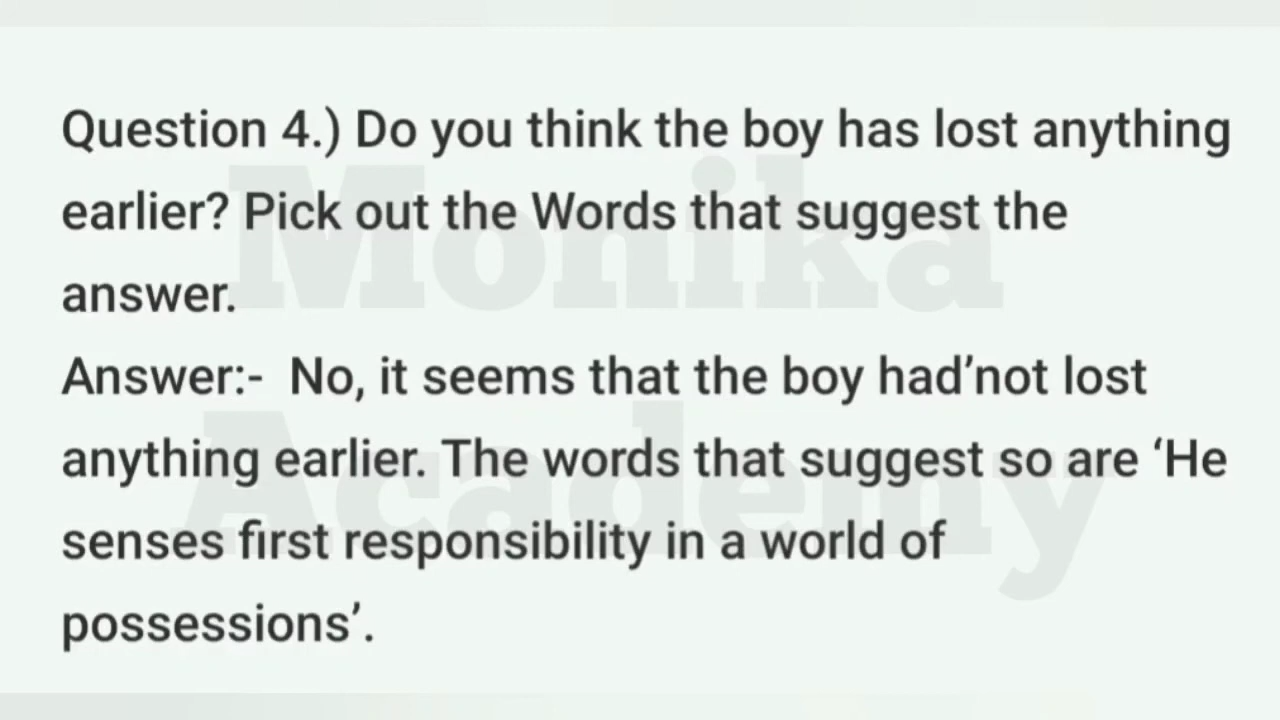 Question 4.) Do you think the boy has lost anything
earlier? Pick out the Words that suggest the
answer.
Answer:-  No, it seems that the boy had’not lost
anything earlier. The words that suggest so are ‘He
senses first responsibility in a world of
possessions’.
Monika
Academy